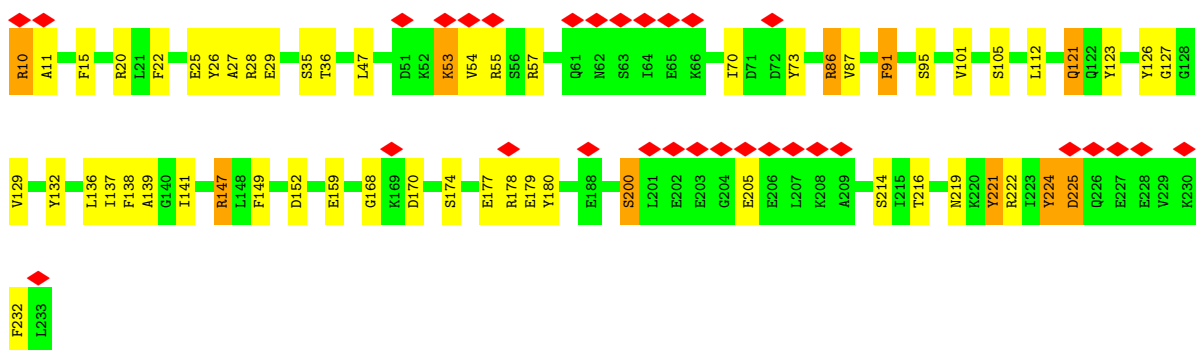 R10 A11 F15 R20 L21 F22 E25 Y26 A27 R28 E29 S35 T36 L47 D51 K52 K53 V54 R55 S56 R57 Q61 N62 S63 I64 E65 K66 I70 D71 D72 Y73 R86 V87 F91 S95 V101 S105 L112 Q121 Q122 Y123 Y126 G127 G128
V129 Y132 L136 I137 F138 A139 G140 I141 R147 L148 F149 D152 E159 G168 K169 D170 S174 E177 R178 E179 Y180 E188 S200 L201 E202 E203 G204 E205 E206 L207 K208 A209 S214 I215 T216 N219 K220 Y221 R222 I223 Y224 D225 Q226 E227 E228 V229 K230
F232 L233